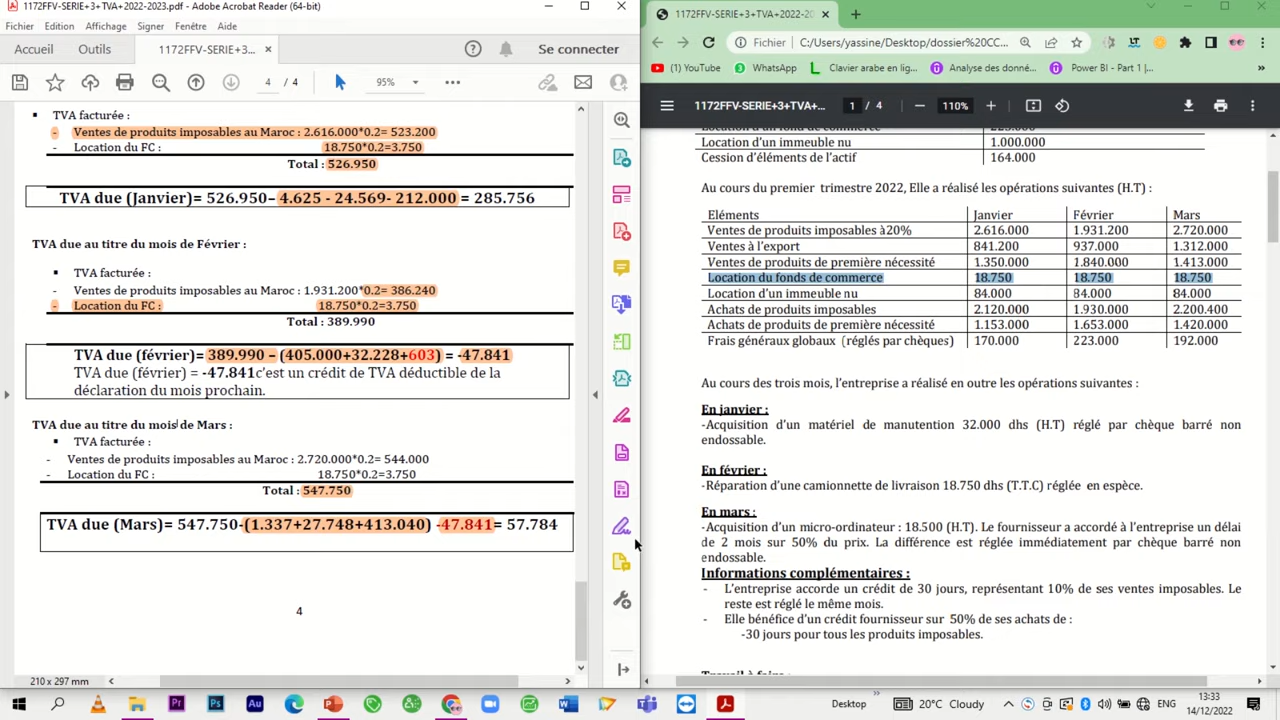 1172FFV-SERIE+3+TVA+2022-2023.pdf - Adobe Acrobat Reader (64-bit)
Fichier Edition Affichage Signer Fenêtre Aide
Accueil Outils 1172FFV-SERIE+3+... × Se connecter
4 / 4 95%
TVA facturée :
- Ventes de produits imposables au Maroc : 2.616.000*0.2= 523.200
- Location du FC : 18.750*0.2=3.750
Total : 526.950
TVA due (Janvier)= 526.950– 4.625 - 24.569- 212.000 = 285.756
TVA due au titre du mois de Février :
TVA facturée :
- Ventes de produits imposables au Maroc : 1.931.200*0.2= 386.240
- Location du FC : 18.750*0.2=3.750
Total : 389.990
TVA due (février)= 389.990 – (405.000+32.228+603) = -47.841
TVA due (février) = -47.841c’est un crédit de TVA déductible de la
déclaration du mois prochain.
TVA due au titre du mois de Mars :
TVA facturée :
- Ventes de produits imposables au Maroc : 2.720.000*0.2= 544.000
- Location du FC : 18.750*0.2=3.750
Total : 547.750
TVA due (Mars)= 547.750-(1.337+27.748+413.040) -47.841= 57.784
4
210 x 297 mm
1172FFV-SERIE+3+TVA+2022-20
Fichier C:/Users/yassine/Desktop/dossier%20CC...
(1) YouTube WhatsApp Clavier arabe en lig... Analyse des donné... Power BI - Part 1 |... »
1172FFV-SERIE+3+TVA+... 1 / 4 110%
Location d’un fond de commerce 225.000
Location d’un immeuble nu 1.000.000
Cession d’éléments de l’actif 164.000
Au cours du premier trimestre 2022, Elle a réalisé les opérations suivantes (H.T) :
Eléments Janvier Février Mars
Ventes de produits imposables à20% 2.616.000 1.931.200 2.720.000
Ventes à l’export 841.200 937.000 1.312.000
Ventes de produits de première nécessité 1.350.000 1.840.000 1.413.000
Location du fonds de commerce 18.750 18.750 18.750
Location d’un immeuble nu 84.000 84.000 84.000
Achats de produits imposables 2.120.000 1.930.000 2.200.400
Achats de produits de première nécessité 1.153.000 1.653.000 1.420.000
Frais généraux globaux (réglés par chèques) 170.000 223.000 192.000
Au cours des trois mois, l’entreprise a réalisé en outre les opérations suivantes :
En janvier :
-Acquisition d’un matériel de manutention 32.000 dhs (H.T) réglé par chèque barré non
endossable.
En février :
-Réparation d’une camionnette de livraison 18.750 dhs (T.T.C) réglée en espèce.
En mars :
-Acquisition d’un micro-ordinateur : 18.500 (H.T). Le fournisseur a accordé à l’entreprise un délai
de 2 mois sur 50% du prix. La différence est réglée immédiatement par chèque barré non
endossable.
Informations complémentaires :
- L’entreprise accorde un crédit de 30 jours, représentant 10% de ses ventes imposables. Le
reste est réglé le même mois.
- Elle bénéfice d’un crédit fournisseur sur 50% de ses achats de :
-30 jours pour tous les produits imposables.
Travail à faire :
Desktop » 20°C Cloudy ENG 13:33
14/12/2022